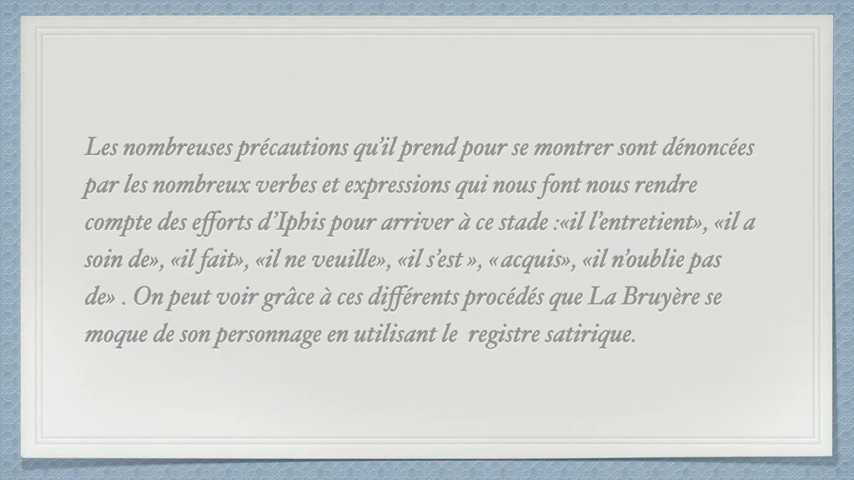 Les nombreuses précautions qu'il prend pour se montrer sont dénoncées
par les nombreux verbes et expressions qui nous font nous rendre
compte des efforts d'Iphis pour arriver à ce stade :«il l'entretient», «il a
soin de», «il fait», «il ne veuille», «il s'est », «acquis», «il n'oublie pas
de» . On peut voir grâce à ces différents procédés que La Bruyère se
moque de son personnage en utilisant le  registre satirique.